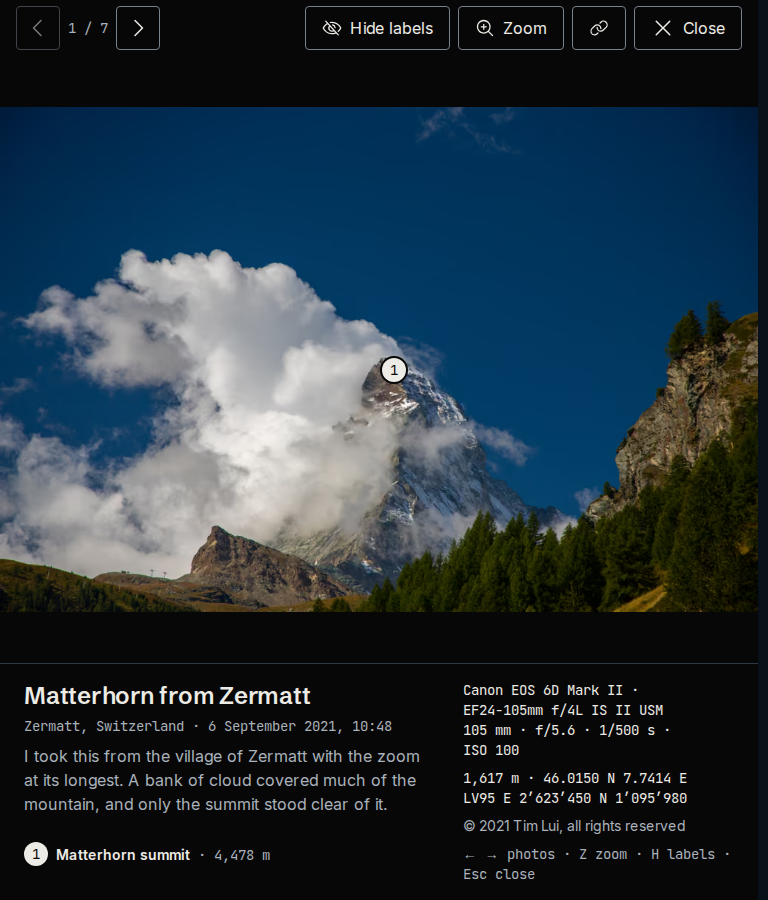 1 / 7
Hide labels
Zoom
Close
1
Matterhorn from Zermatt
Zermatt, Switzerland · 6 September 2021, 10:48
I took this from the village of Zermatt with the zoom
at its longest. A bank of cloud covered much of the
mountain, and only the summit stood clear of it.
1 Matterhorn summit · 4,478 m
Canon EOS 6D Mark II ·
EF24-105mm f/4L IS II USM
105 mm · f/5.6 · 1/500 s ·
ISO 100
1,617 m · 46.0150 N 7.7414 E
LV95 E 2’623’450 N 1’095’980
© 2021 Tim Lui, all rights reserved
← → photos · Z zoom · H labels ·
Esc close